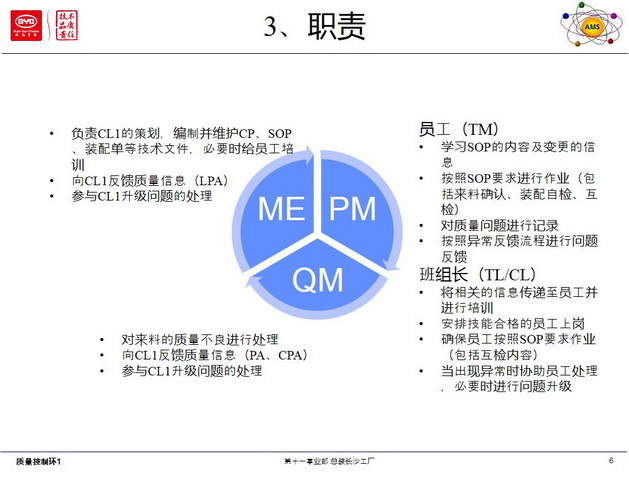 BYD
技术
品质
责任
3、职责
AMS
• 负责CL1的策划，编制并维护CP、SOP
、装配单等技术文件，必要时给员工培
训
• 向CL1反馈质量信息（LPA）
• 参与CL1升级问题的处理
ME
PM
QM
• 对来料的质量不良进行处理
• 向CL1反馈质量信息（PA、CPA）
• 参与CL1升级问题的处理
员工（TM）
• 学习SOP的内容及变更的信
息
• 按照SOP要求进行作业（包
括来料确认、装配自检、互
检）
• 对质量问题进行记录
• 按照异常反馈流程进行问题
反馈
班组长（TL/CL）
• 将相关的信息传递至员工并
进行培训
• 安排技能合格的员工上岗
• 确保员工按照SOP要求作业
（包括互检内容）
• 当出现异常时协助员工处理
，必要时进行问题升级
质量控制环1
第十一事业部 总装长沙工厂
6